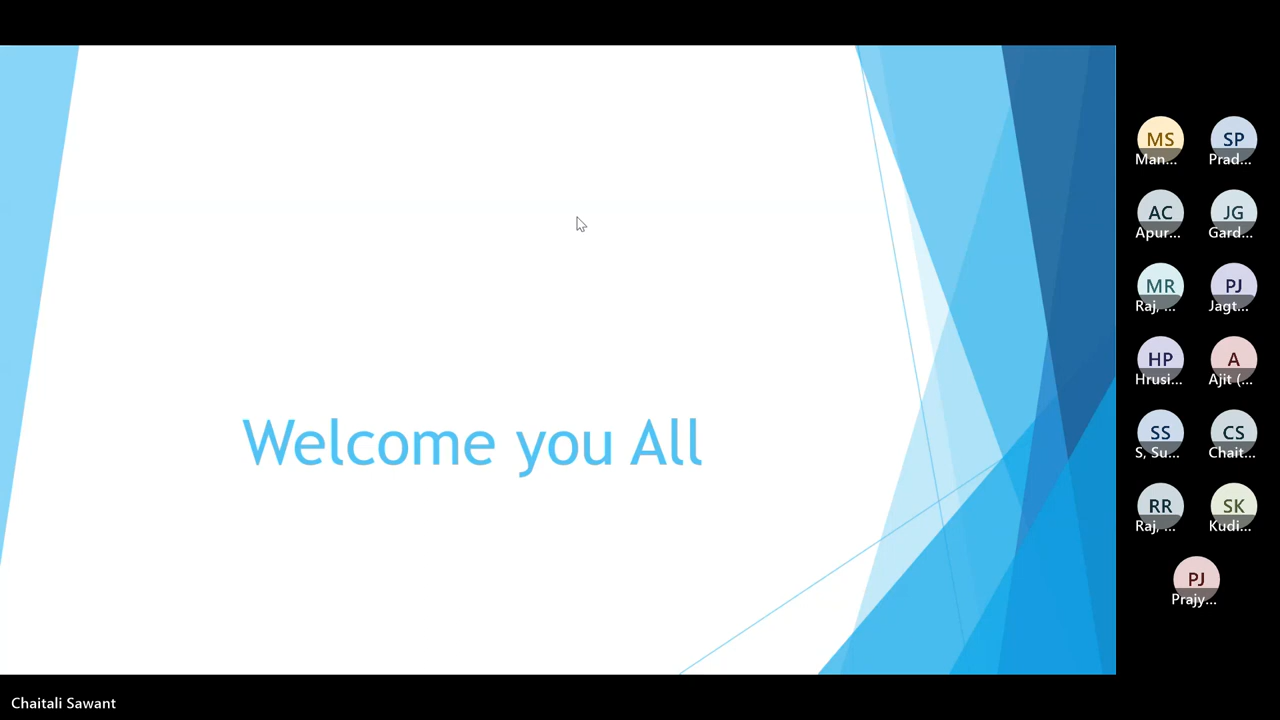 Welcome you All
MS
SP
Man...
Prad...
AC
JG
Apur...
Gard...
MR
PJ
Raj, ...
Jagt...
HP
A
Hrusi...
Ajit (...
SS
CS
S, Su...
Chait...
RR
SK
Raj, ...
Kudi...
PJ
Prajy...
Chaitali Sawant